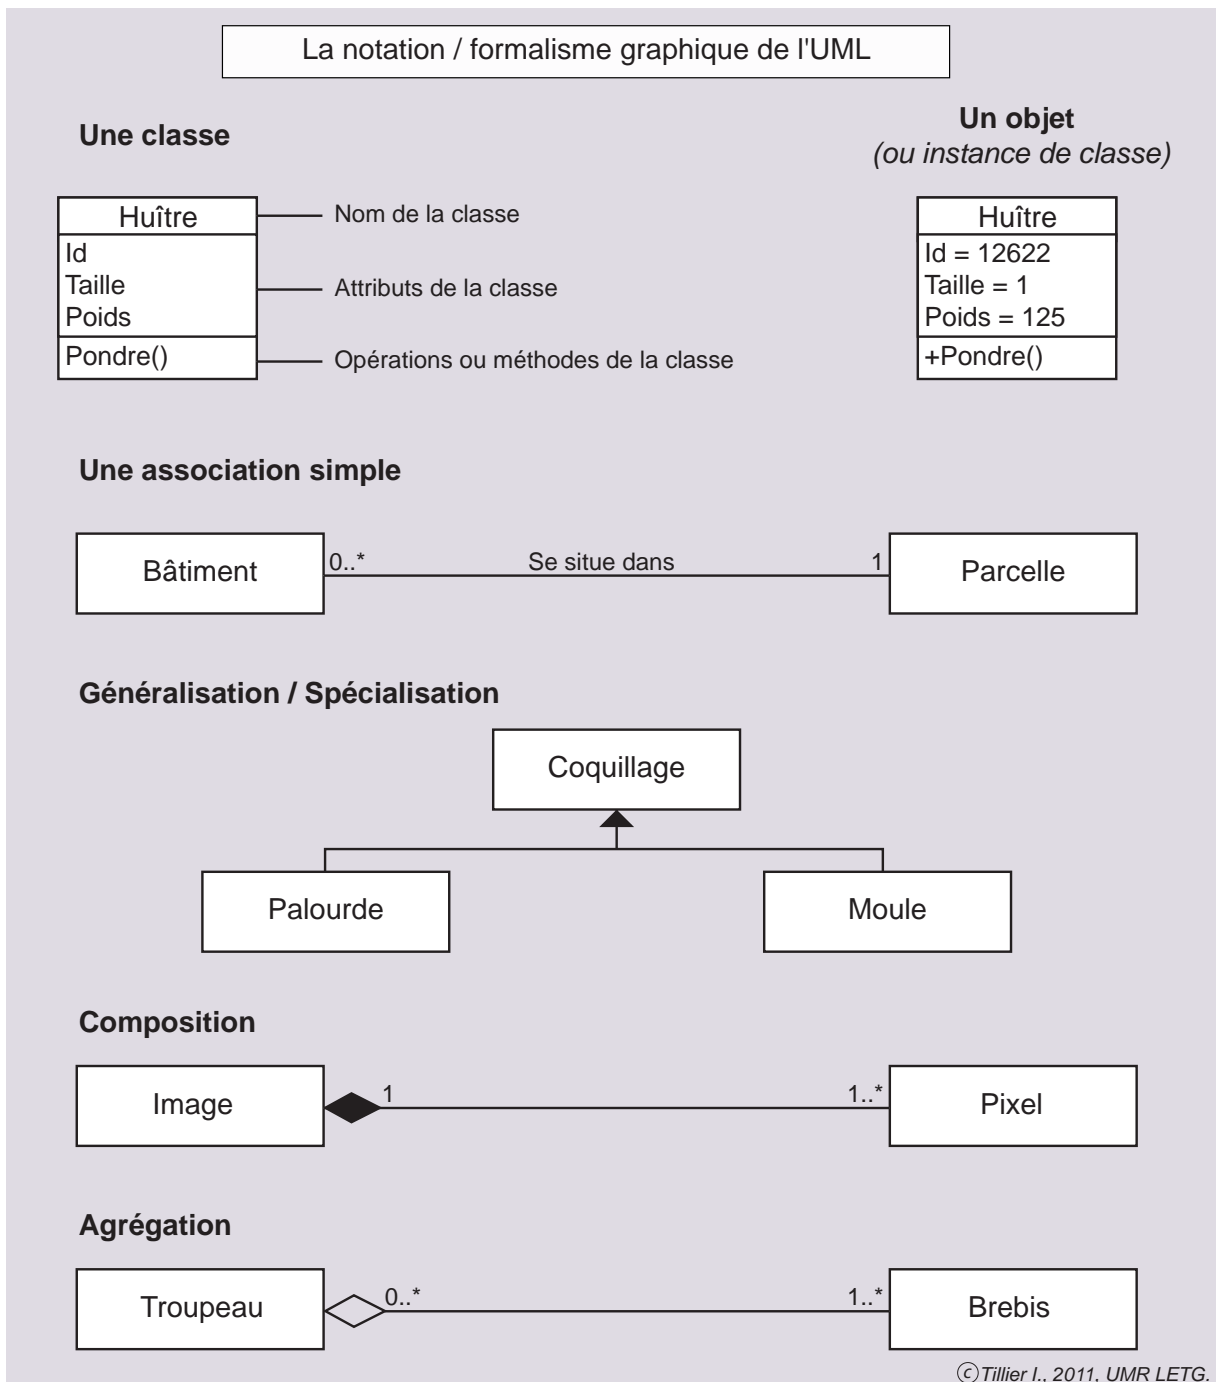 La notation / formalisme graphique de l'UML
Une classe
Un objet
(ou instance de classe)
Huître
Id
Taille
Poids
Pondre()
Nom de la classe
Attributs de la classe
Opérations ou méthodes de la classe
Huître
Id = 12622
Taille = 1
Poids = 125
+Pondre()
Une association simple
Bâtiment
0..*
Se situe dans
1
Parcelle
Généralisation / Spécialisation
Coquillage
Palourde
Moule
Composition
Image
1
1..*
Pixel
Agrégation
Troupeau
0..*
1..*
Brebis
©Tillier I., 2011, UMR LETG.